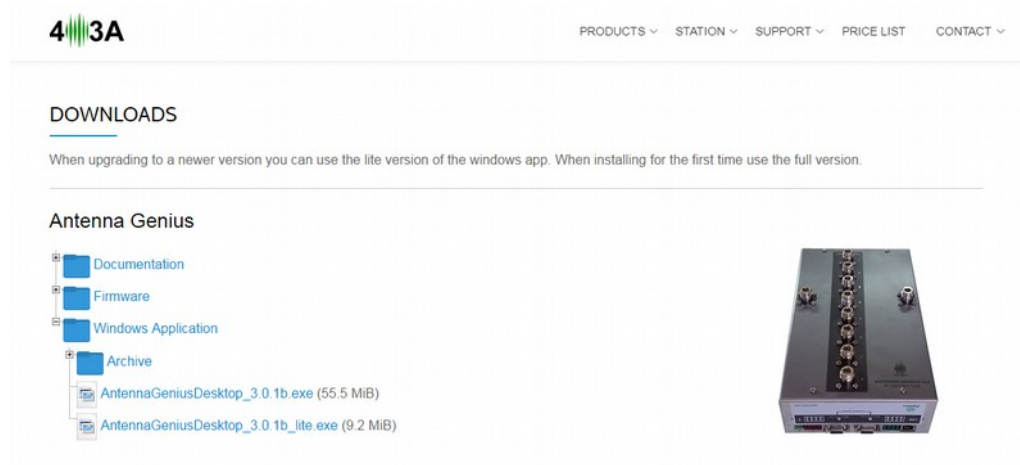 4O3A
PRODUCTS STATION SUPPORT PRICE LIST CONTACT
DOWNLOADS
When upgrading to a newer version you can use the lite version of the windows app. When installing for the first time use the full version.
Antenna Genius
Documentation
Firmware
Windows Application
Archive
AntennaGeniusDesktop_3.0.1b.exe (55.5 MiB)
AntennaGeniusDesktop_3.0.1b_lite.exe (9.2 MiB)